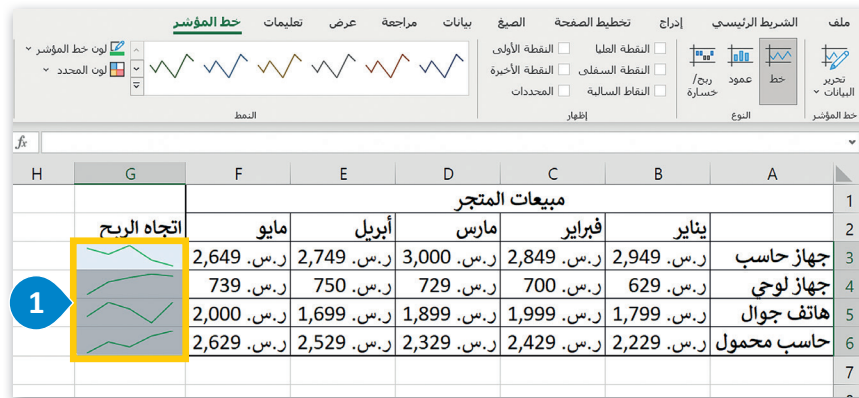 ملف الشريط الرئيسي إدراج تخطيط الصفحة الصيغ بيانات مراجعة عرض تعليمات خط المؤشر
تحرير البيانات
خط المؤشر
خط
عمود
ربح/ خسارة
النوع
النقطة العليا
النقطة الأولى
النقطة السفلى
النقطة الأخيرة
النقاط السالبة
المحددات
إظهار
النمط
لون خط المؤشر
لون المحدد
fx
A B C D E F G H
1 مبيعات المتجر
2 يناير فبراير مارس أبريل مايو اتجاه الربح
3 جهاز حاسب ر.س. 2,949 ر.س. 2,849 ر.س. 3,000 ر.س. 2,749 ر.س. 2,649
4 جهاز لوحي ر.س. 629 ر.س. 700 ر.س. 729 ر.س. 750 ر.س. 739
5 هاتف جوال ر.س. 1,799 ر.س. 1,999 ر.س. 1,899 ر.س. 1,699 ر.س. 2,000
6 حاسب محمول ر.س. 2,229 ر.س. 2,429 ر.س. 2,329 ر.س. 2,529 ر.س. 2,629
7
1